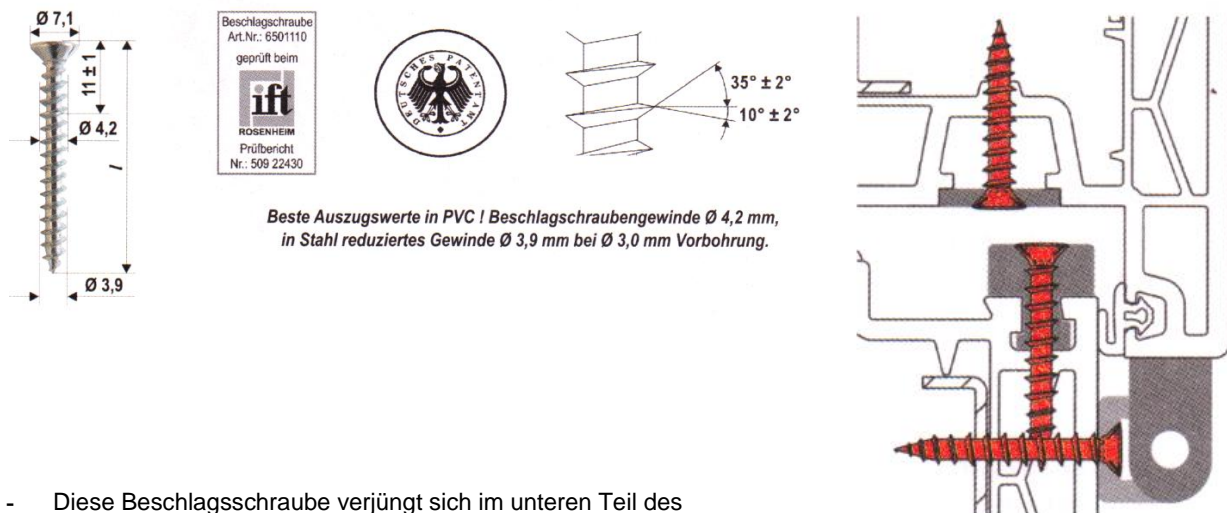 Ø 7,1
11 ± 1
Ø 4,2
l
Ø 3,9
Beschlagschraube
Art.Nr.: 6501110
geprüft beim
ift
ROSENHEIM
Prüfbericht
Nr.: 509 22430
DEUTSCHES PATENTAMT
35° ± 2°
10° ± 2°
Beste Auszugswerte in PVC ! Beschlagschraubengewinde Ø 4,2 mm,
in Stahl reduziertes Gewinde Ø 3,9 mm bei Ø 3,0 mm Vorbohrung.
- Diese Beschlagsschraube verjüngt sich im unteren Teil des